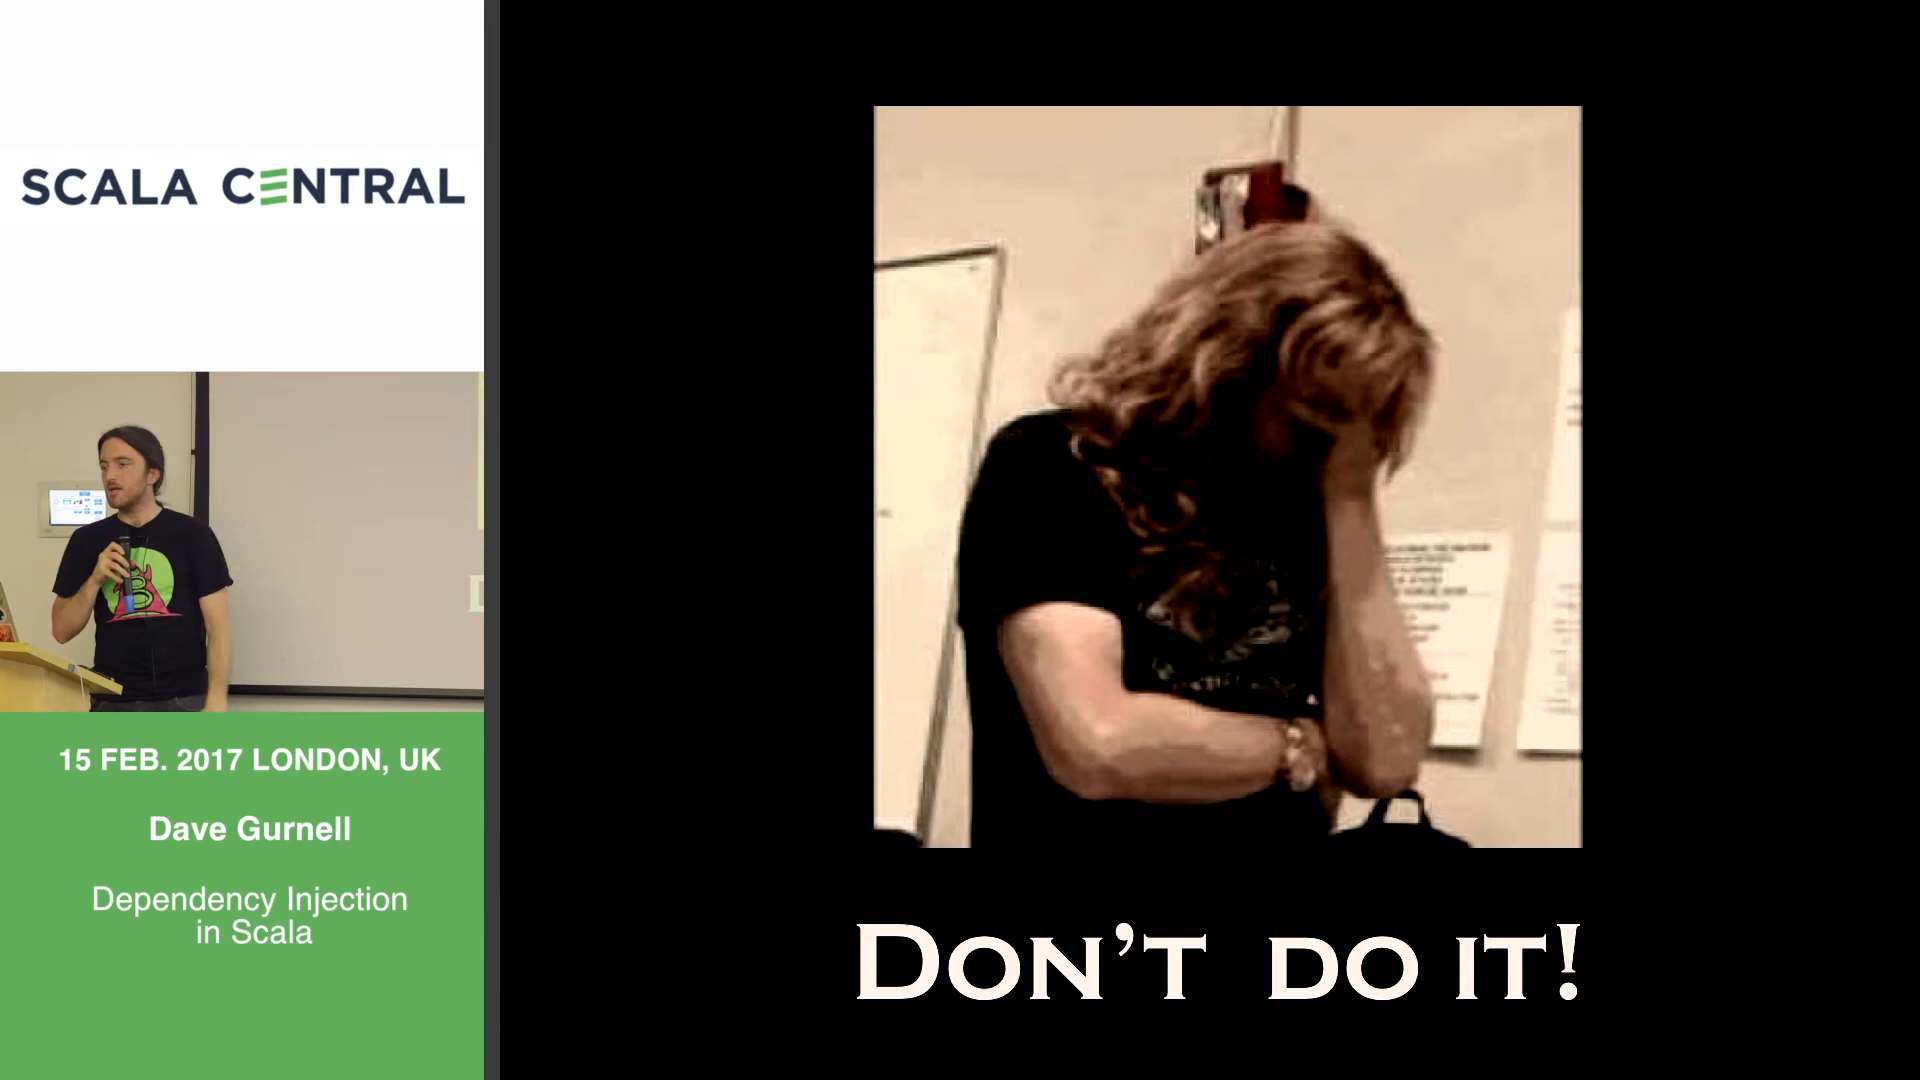 SCALA CENTRAL
15 FEB. 2017 LONDON, UK
Dave Gurnell
Dependency Injection
in Scala
DON'T DO IT!